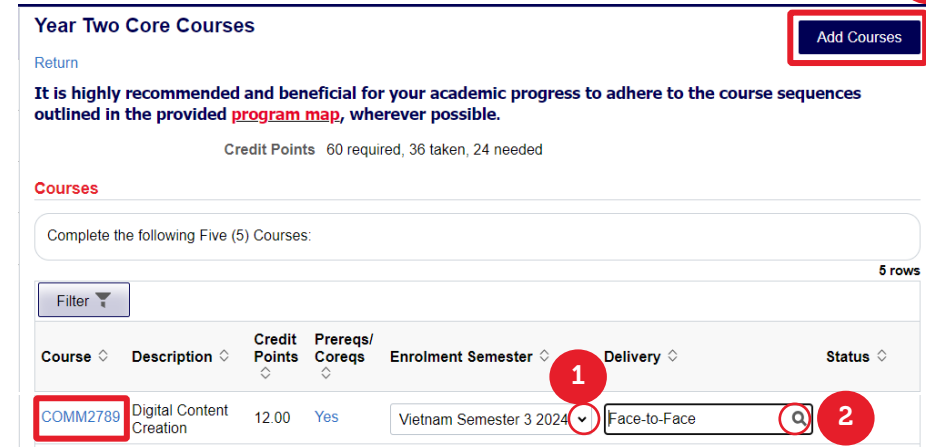 Year Two Core Courses
Add Courses
Return
It is highly recommended and beneficial for your academic progress to adhere to the course sequences
outlined in the provided program map, wherever possible.
Credit Points 60 required, 36 taken, 24 needed
Courses
Complete the following Five (5) Courses:
5 rows
Filter
Course Description Credit Points Prereqs/ Coreqs Enrolment Semester Delivery Status
1
COMM2789 Digital Content Creation 12.00 Yes Vietnam Semester 3 2024 Face-to-Face
2